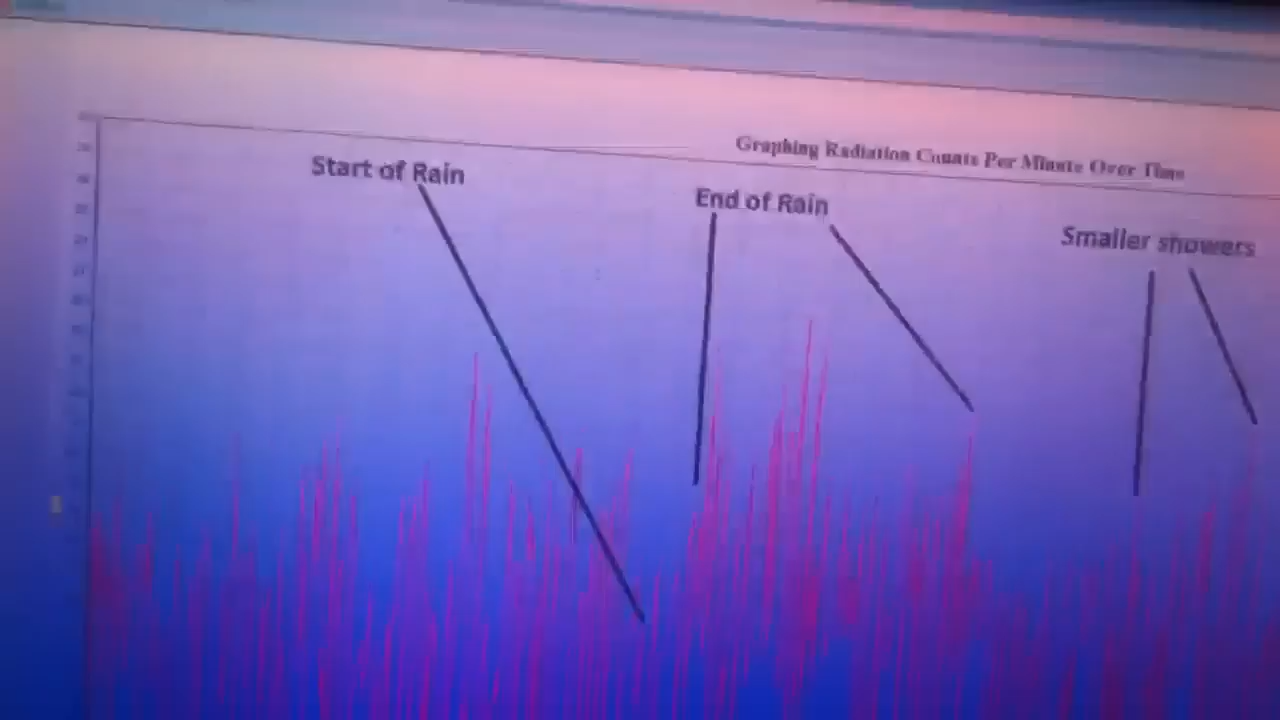 Graphing Radiation Counts Per Minute Over Time
Start of Rain
End of Rain
Smaller showers